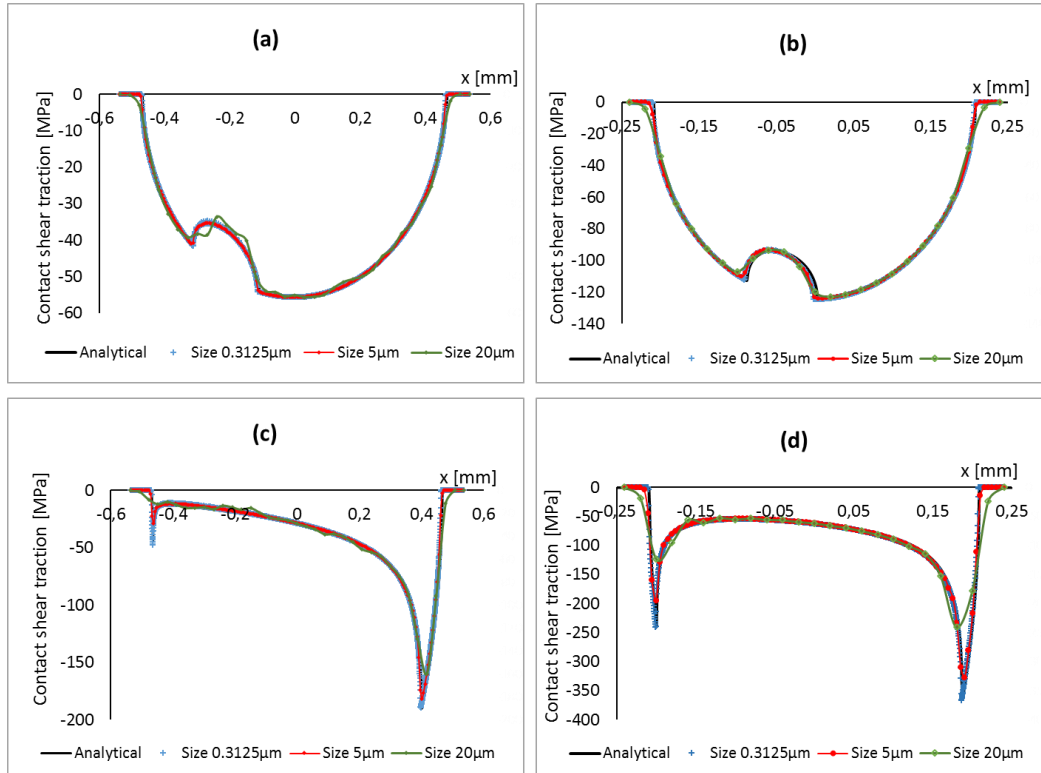 (a)
x [mm]
0
-10
-20
-30
-40
-50
-60
-0,6
-0,4
-0,2
0
0,2
0,4
0,6
Contact shear traction [MPa]
Analytical
Size 0.3125µm
Size 5µm
Size 20µm
(b)
x [mm]
0
-20
-40
-60
-80
-100
-120
-140
-0,25
-0,15
-0,05
0,05
0,15
0,25
Contact shear traction [MPa]
Analytical
Size 0.3125µm
Size 5µm
Size 20µm
(c)
x [mm]
0
-50
-100
-150
-200
-0,6
-0,4
-0,2
0
0,2
0,4
0,6
Contact shear traction [MPa]
Analytical
Size 0.3125µm
Size 5µm
Size 20µm
(d)
x [mm]
0
-50
-100
-150
-200
-250
-300
-350
-400
-0,25
-0,15
-0,05
0,05
0,15
0,25
Contact shear traction [MPa]
Analytical
Size 0.3125µm
Size 5µm
Size 20µm